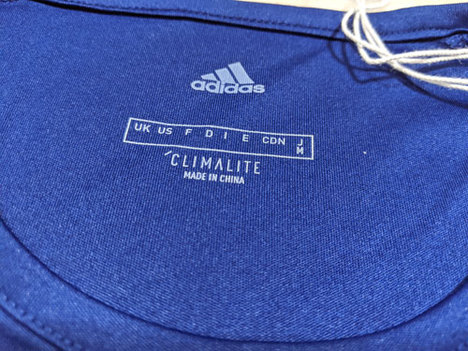 adidas
UK US F D I E CDN J
M
CLIMALITE
MADE IN CHINA